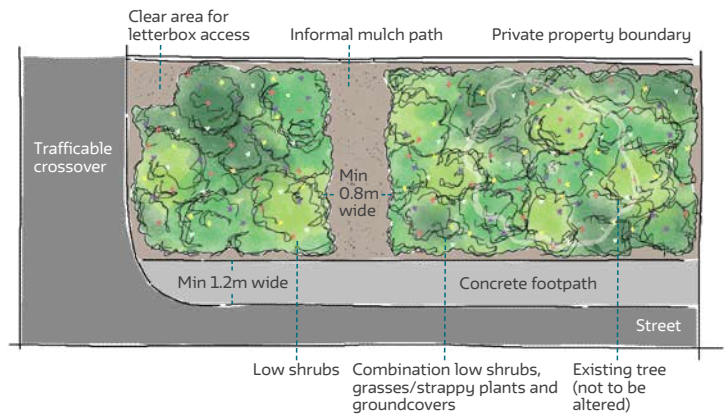 Clear area for
letterbox access
Informal mulch path
Private property boundary
Trafficable
crossover
Min
0.8m
wide
Min 1.2m wide
Concrete footpath
Street
Low shrubs
Combination low shrubs,
grasses/strappy plants and
groundcovers
Existing tree
(not to be
altered)